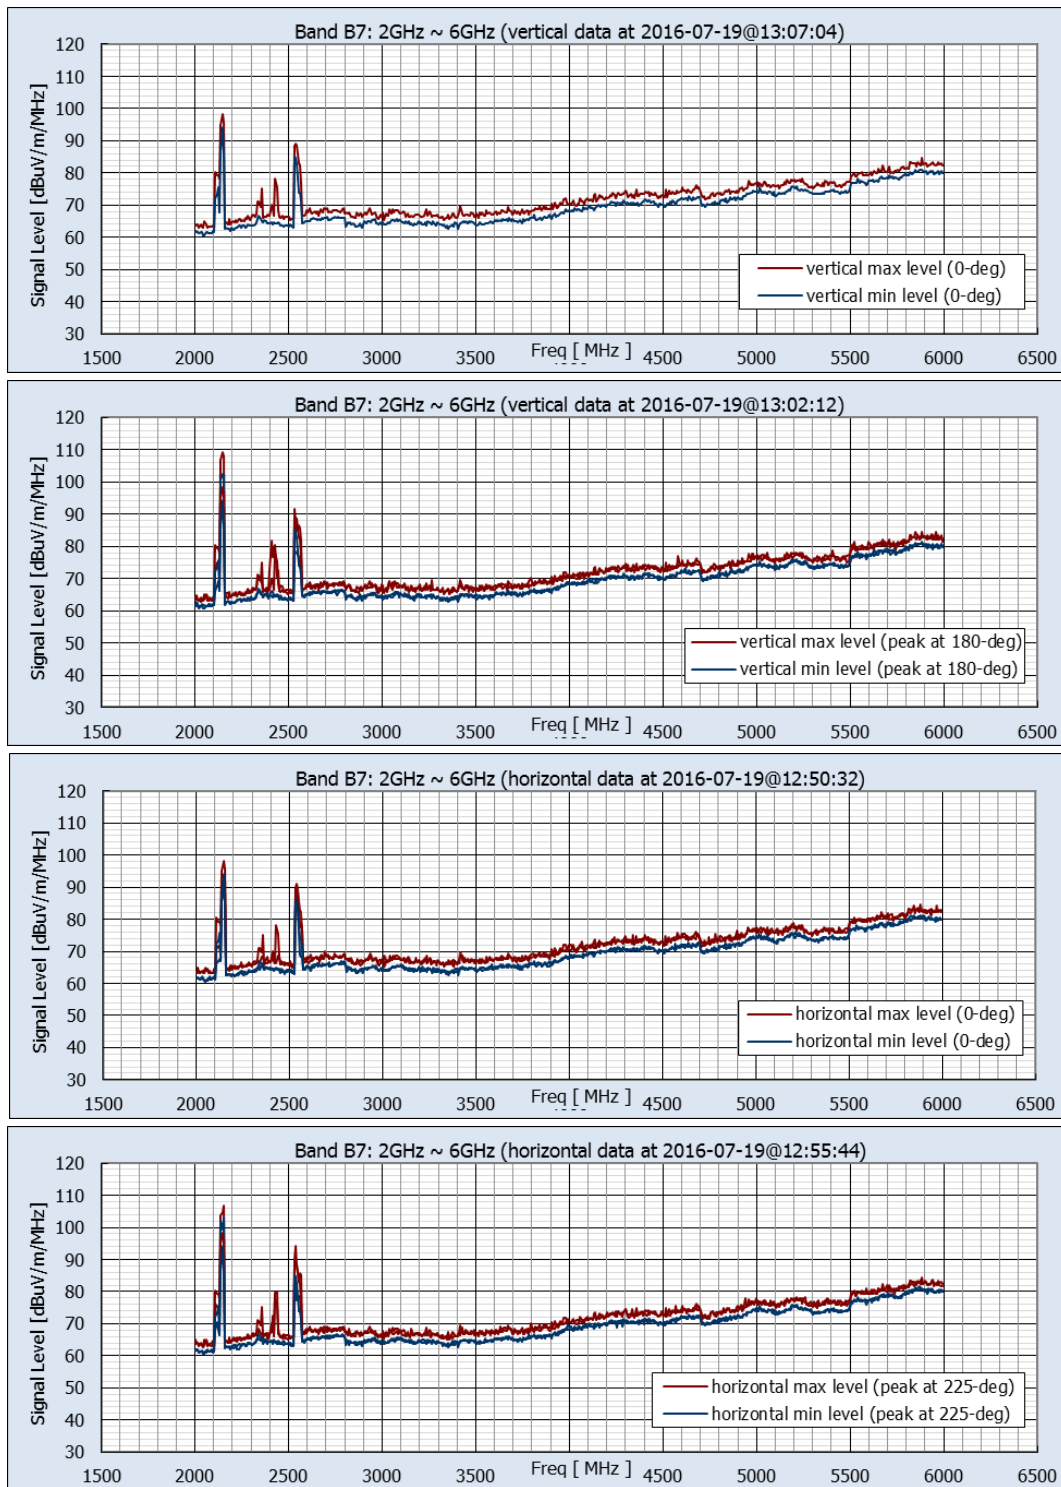 Band B7: 2GHz ~ 6GHz (vertical data at 2016-07-19@13:07:04)
Signal Level [dBuV/m/MHz]
120
110
100
90
80
70
60
50
40
30
vertical max level (0-deg)
vertical min level (0-deg)
1500 2000 2500 3000 3500 4500 5000 5500 6000 6500
Freq [ MHz ]
Band B7: 2GHz ~ 6GHz (vertical data at 2016-07-19@13:02:12)
Signal Level [dBuV/m/MHz]
120
110
100
90
80
70
60
50
40
30
vertical max level (peak at 180-deg)
vertical min level (peak at 180-deg)
1500 2000 2500 3000 3500 4500 5000 5500 6000 6500
Freq [ MHz ]
Band B7: 2GHz ~ 6GHz (horizontal data at 2016-07-19@12:50:32)
Signal Level [dBuV/m/MHz]
120
110
100
90
80
70
60
50
40
30
horizontal max level (0-deg)
horizontal min level (0-deg)
1500 2000 2500 3000 3500 4500 5000 5500 6000 6500
Freq [ MHz ]
Band B7: 2GHz ~ 6GHz (horizontal data at 2016-07-19@12:55:44)
Signal Level [dBuV/m/MHz]
120
110
100
90
80
70
60
50
40
30
horizontal max level (peak at 225-deg)
horizontal min level (peak at 225-deg)
1500 2000 2500 3000 3500 4500 5000 5500 6000 6500
Freq [ MHz ]